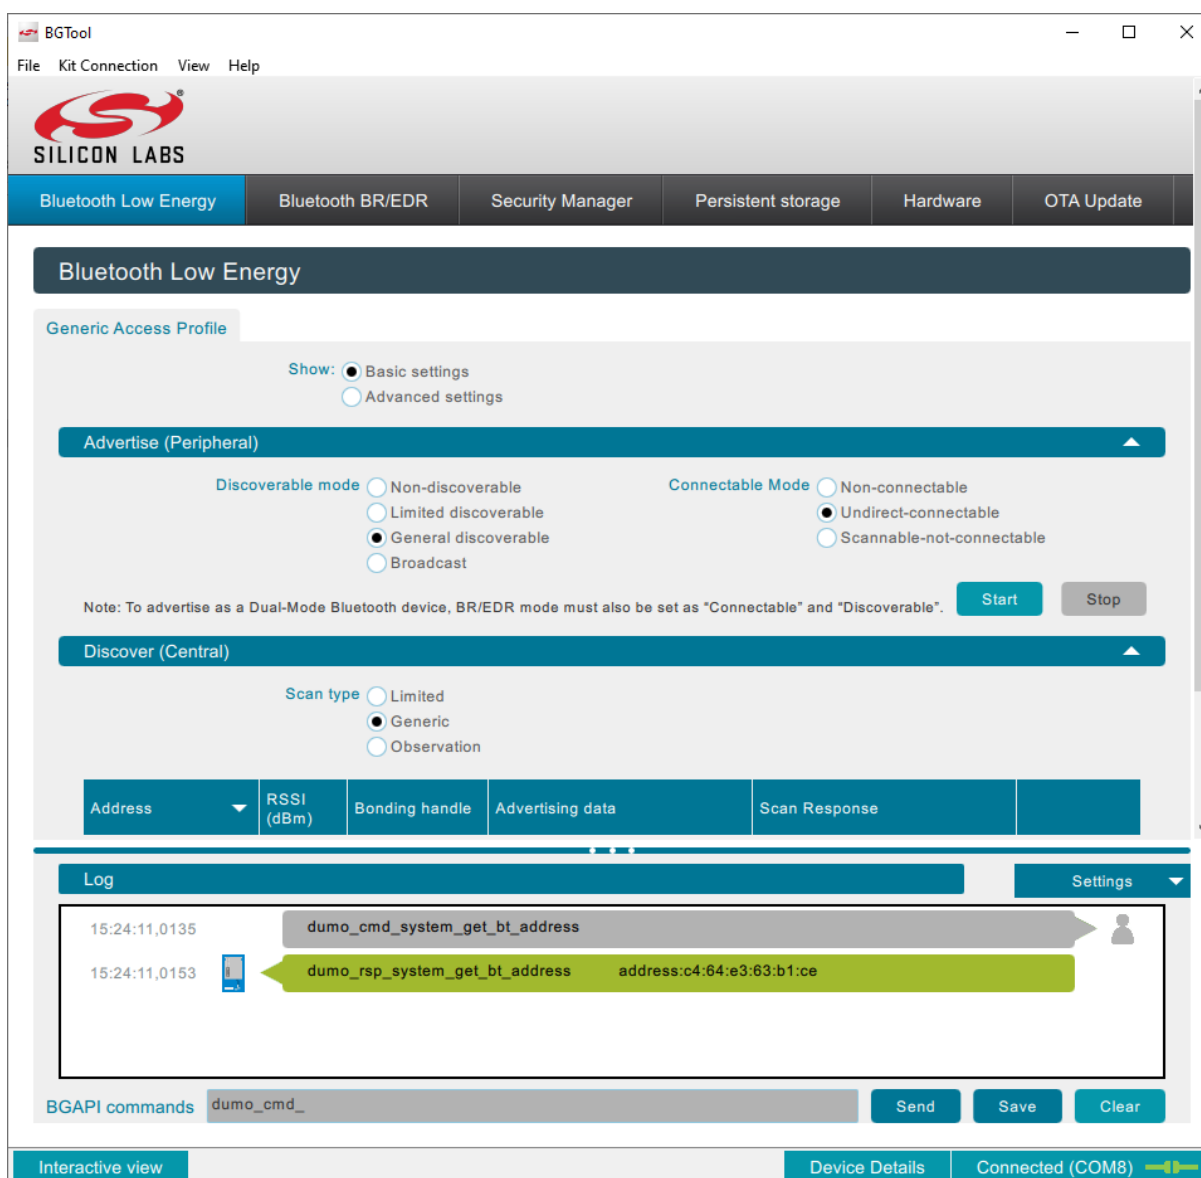 BGTool
File Kit Connection View Help
SILICON LABS
Bluetooth Low Energy Bluetooth BR/EDR Security Manager Persistent storage Hardware OTA Update
Bluetooth Low Energy
Generic Access Profile
Show: Basic settings
Advanced settings
Advertise (Peripheral)
Discoverable mode Non-discoverable Connectable Mode Non-connectable
Limited discoverable Undirect-connectable
General discoverable Scannable-not-connectable
Broadcast
Note: To advertise as a Dual-Mode Bluetooth device, BR/EDR mode must also be set as "Connectable" and "Discoverable". Start Stop
Discover (Central)
Scan type Limited
Generic
Observation
Address RSSI (dBm) Bonding handle Advertising data Scan Response
Log Settings
15:24:11,0135 dumo_cmd_system_get_bt_address
15:24:11,0153 dumo_rsp_system_get_bt_address address:c4:64:e3:63:b1:ce
BGAPI commands dumo_cmd_ Send Save Clear
Interactive view Device Details Connected (COM8)